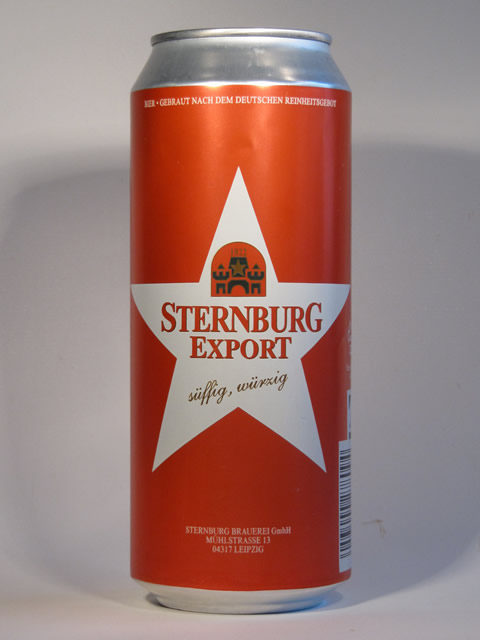 BIER • GEBRAUT NACH DEM DEUTSCHEN REINHEITSGEBOT
STERNBURG
EXPORT
süffig, würzig
STERNBURG BRAUEREI GmbH
MÜHLSTRASSE 13
04317 LEIPZIG